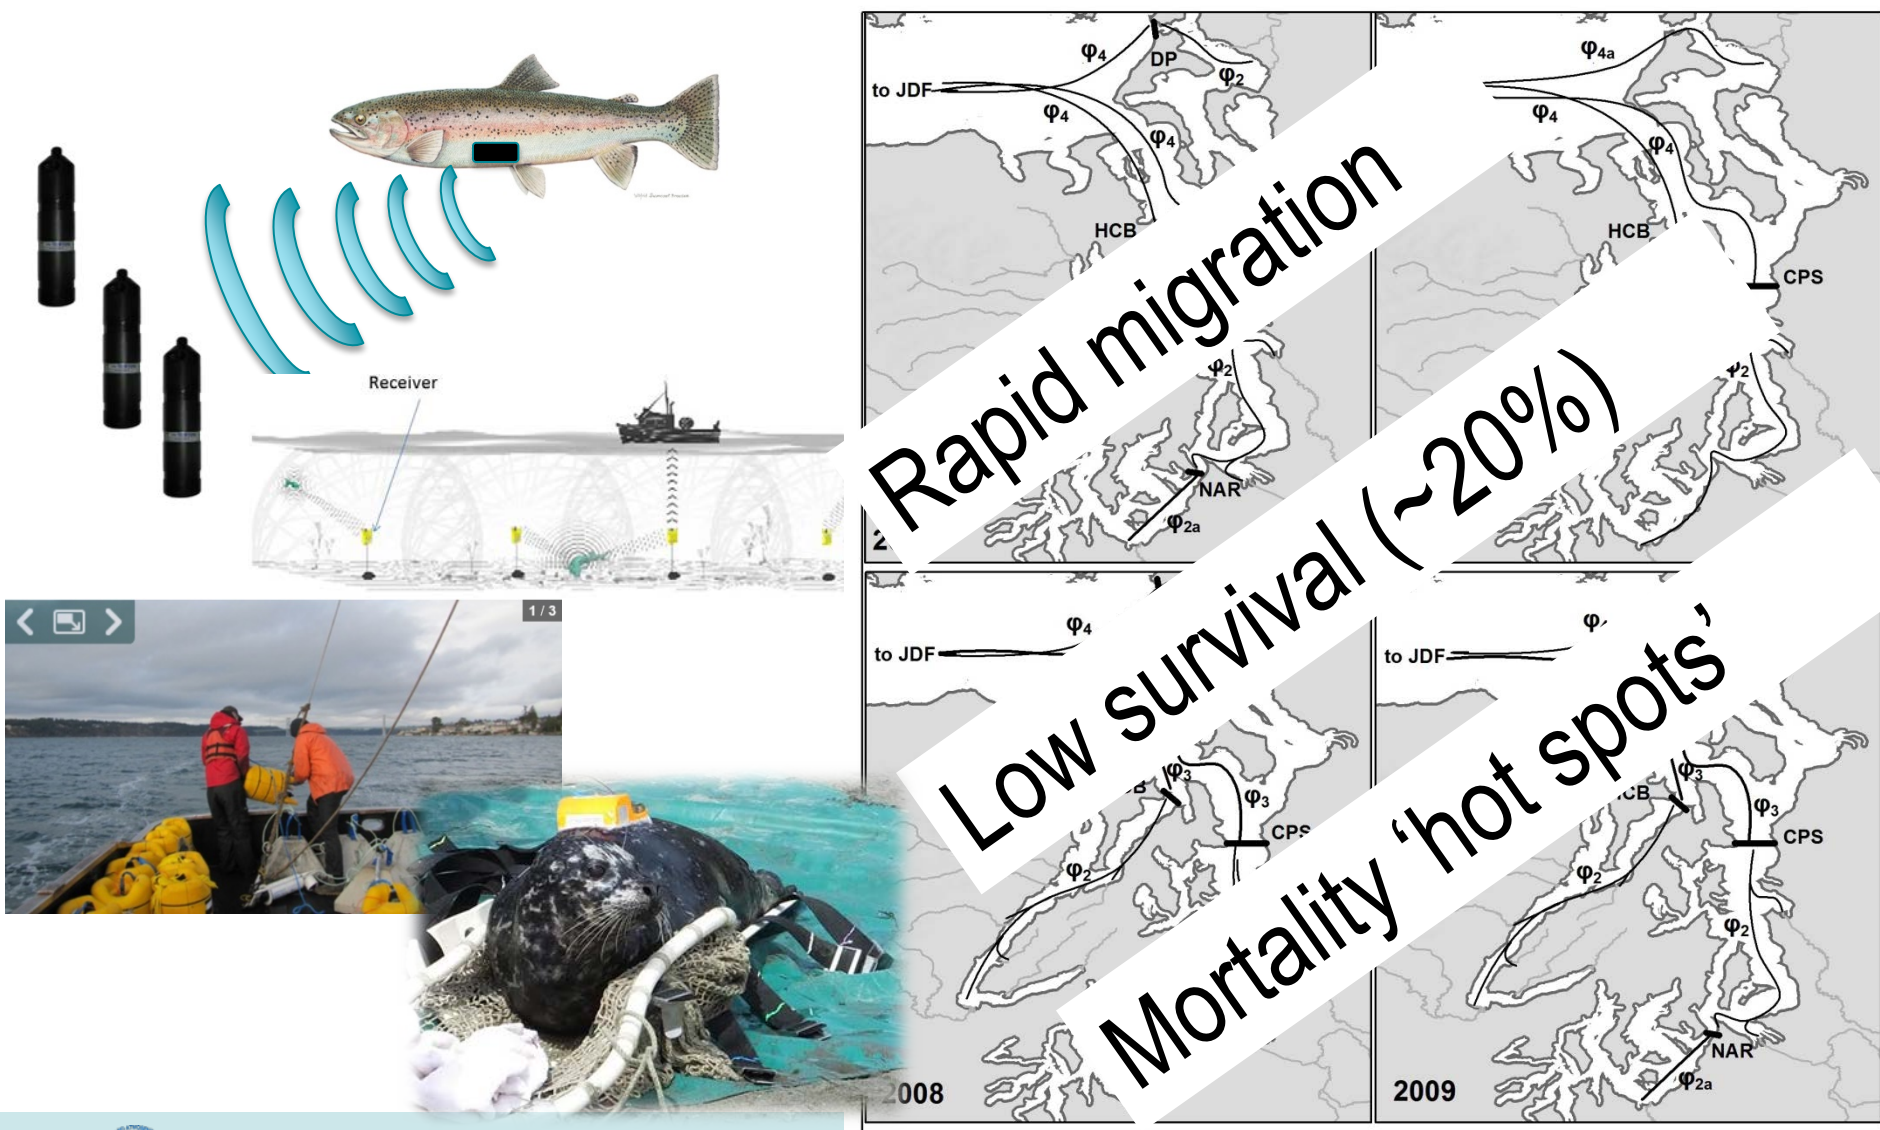 Receiver
1 / 3
φ4
DP
φ2
to JDF
φ4
φ4
HCB
φ2
NAR
φ2a
φ4a
φ4
φ4
HCB
CPS
φ2
Rapid migration
Low survival (~20%)
Mortality ‘hot spots’
φ4
to JDF
φ3
φ3
CPS
φ2
2008
to JDF
φ3
HCB
φ3
CPS
φ2
φ2
NAR
φ2a
2009